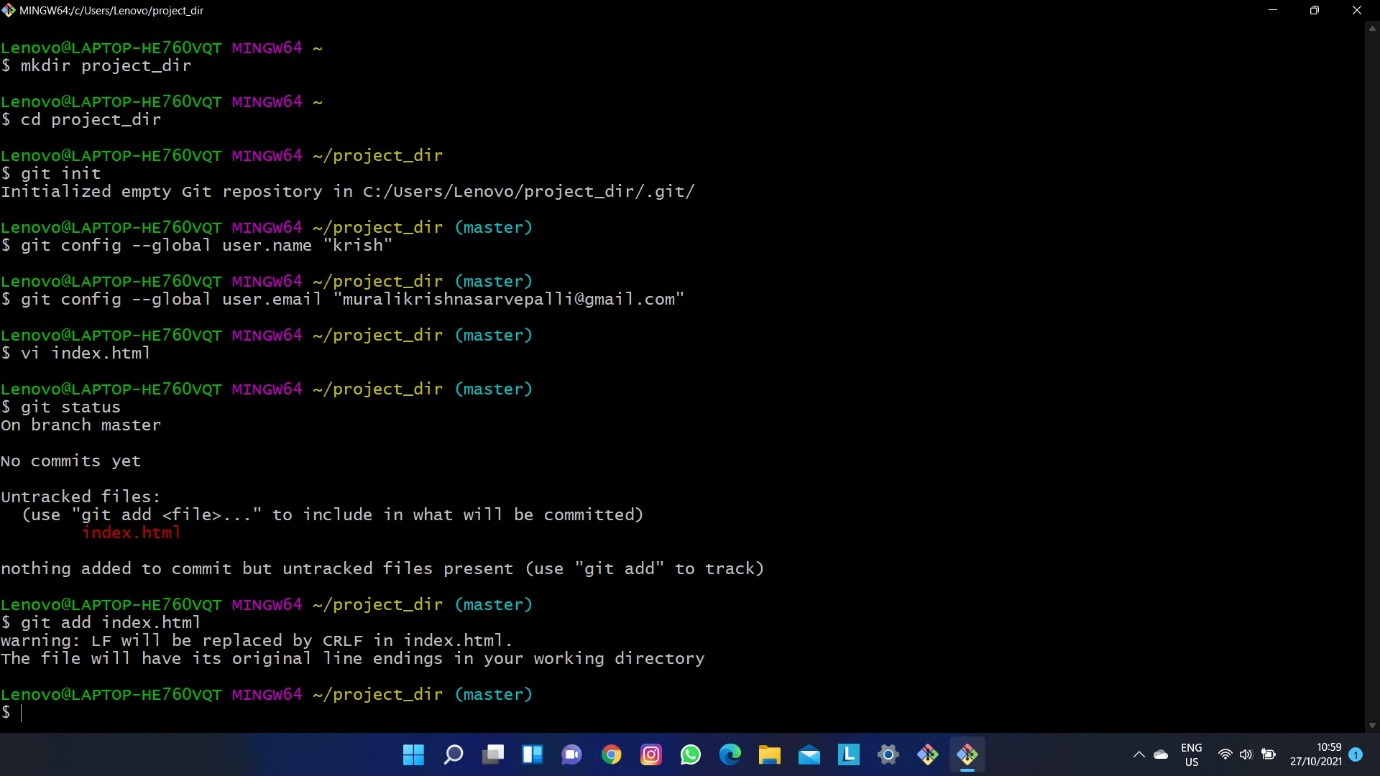 MINGW64:/c/Users/Lenovo/project_dir
Lenovo@LAPTOP-HE760VQT MINGW64 ~
$ mkdir project_dir
Lenovo@LAPTOP-HE760VQT MINGW64 ~
$ cd project_dir
Lenovo@LAPTOP-HE760VQT MINGW64 ~/project_dir
$ git init
Initialized empty Git repository in C:/Users/Lenovo/project_dir/.git/
Lenovo@LAPTOP-HE760VQT MINGW64 ~/project_dir (master)
$ git config --global user.name "krish"
Lenovo@LAPTOP-HE760VQT MINGW64 ~/project_dir (master)
$ git config --global user.email "muralikrishnasarvepalli@gmail.com"
Lenovo@LAPTOP-HE760VQT MINGW64 ~/project_dir (master)
$ vi index.html
Lenovo@LAPTOP-HE760VQT MINGW64 ~/project_dir (master)
$ git status
On branch master
No commits yet
Untracked files:
(use "git add <file>..." to include in what will be committed)
index.html
nothing added to commit but untracked files present (use "git add" to track)
Lenovo@LAPTOP-HE760VQT MINGW64 ~/project_dir (master)
$ git add index.html
warning: LF will be replaced by CRLF in index.html.
The file will have its original line endings in your working directory
Lenovo@LAPTOP-HE760VQT MINGW64 ~/project_dir (master)
$
L
ENG
US
10:59
27/10/2021
1